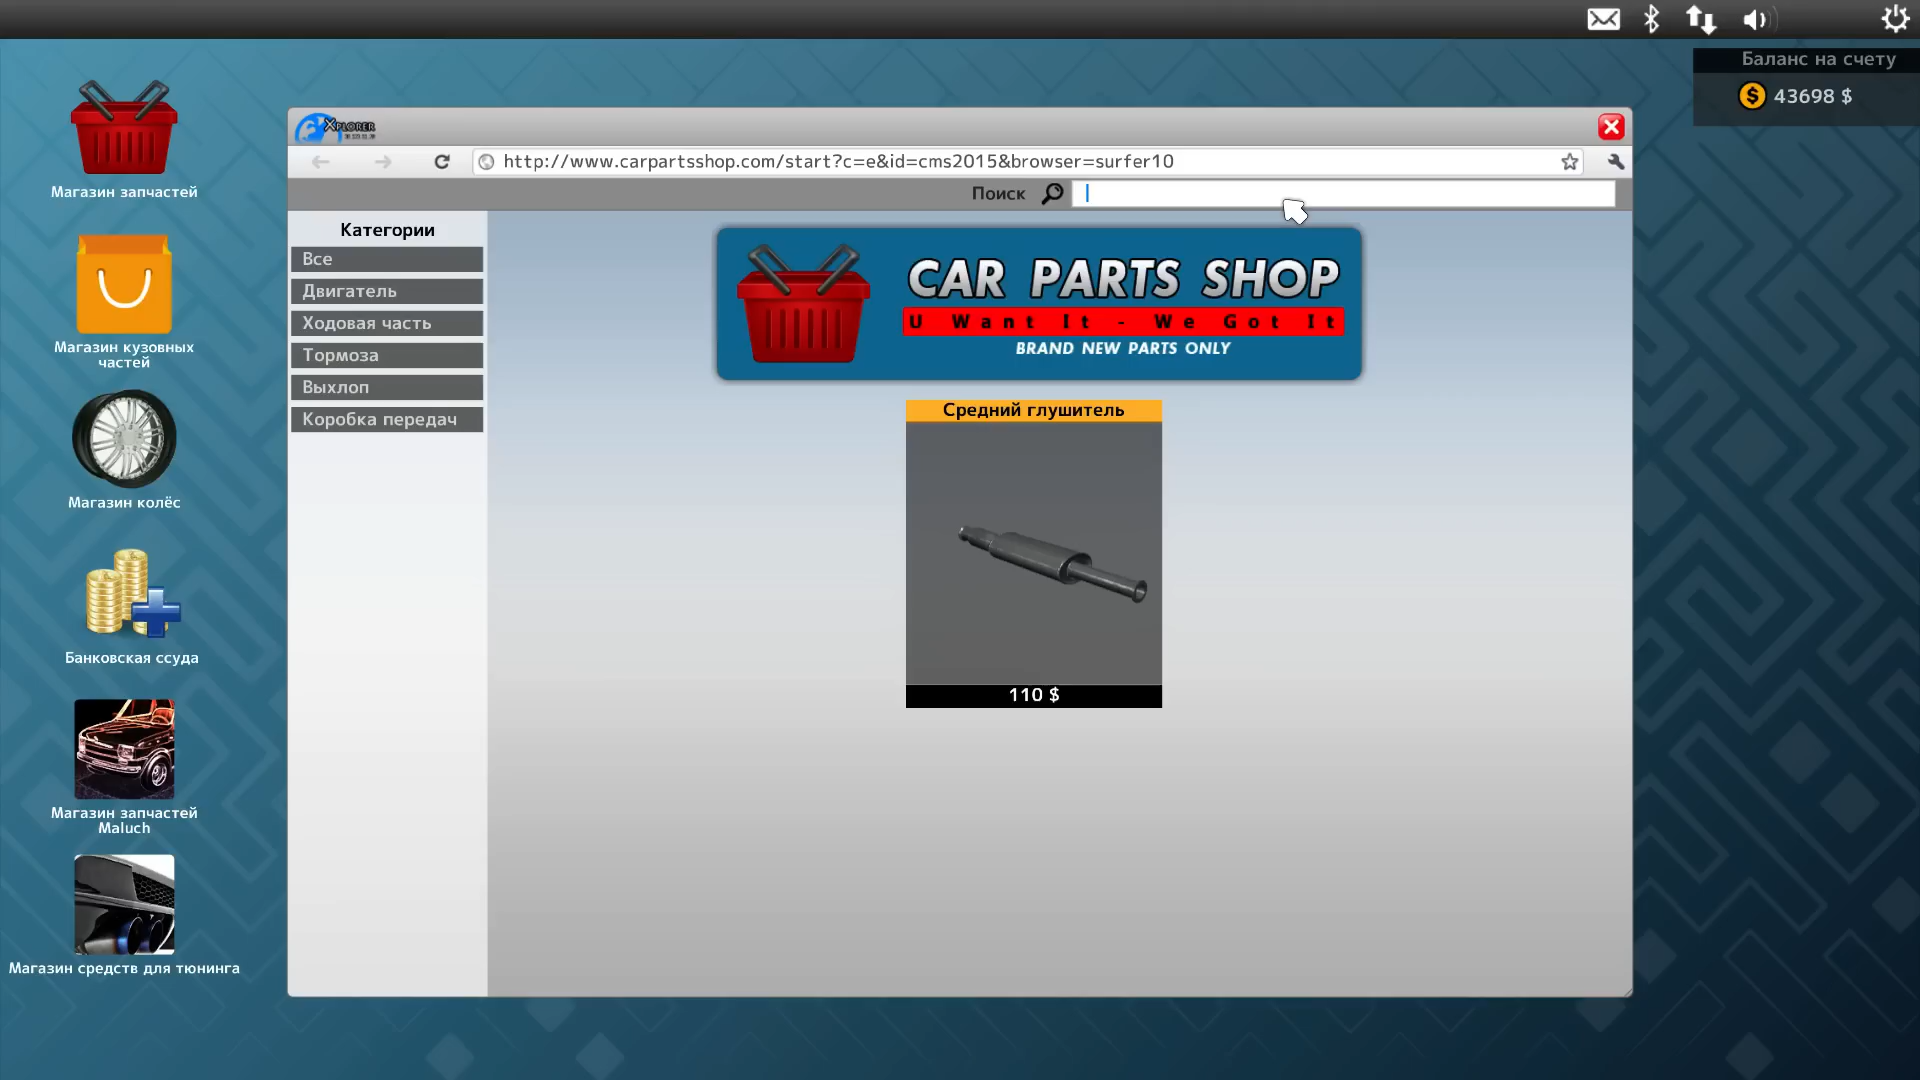 Баланс на счету
43698 $
Магазин запчастей
Магазин кузовных
частей
Магазин колёс
Банковская ссуда
Магазин запчастей
Maluch
Магазин средств для тюнинга
XPLORER
http://www.carpartsshop.com/start?c=e&id=cms2015&browser=surfer10
Поиск
Категории
Все
Двигатель
Ходовая часть
Тормоза
Выхлоп
Коробка передач
CAR PARTS SHOP
U Want It - We Got It
BRAND NEW PARTS ONLY
Средний глушитель
110 $